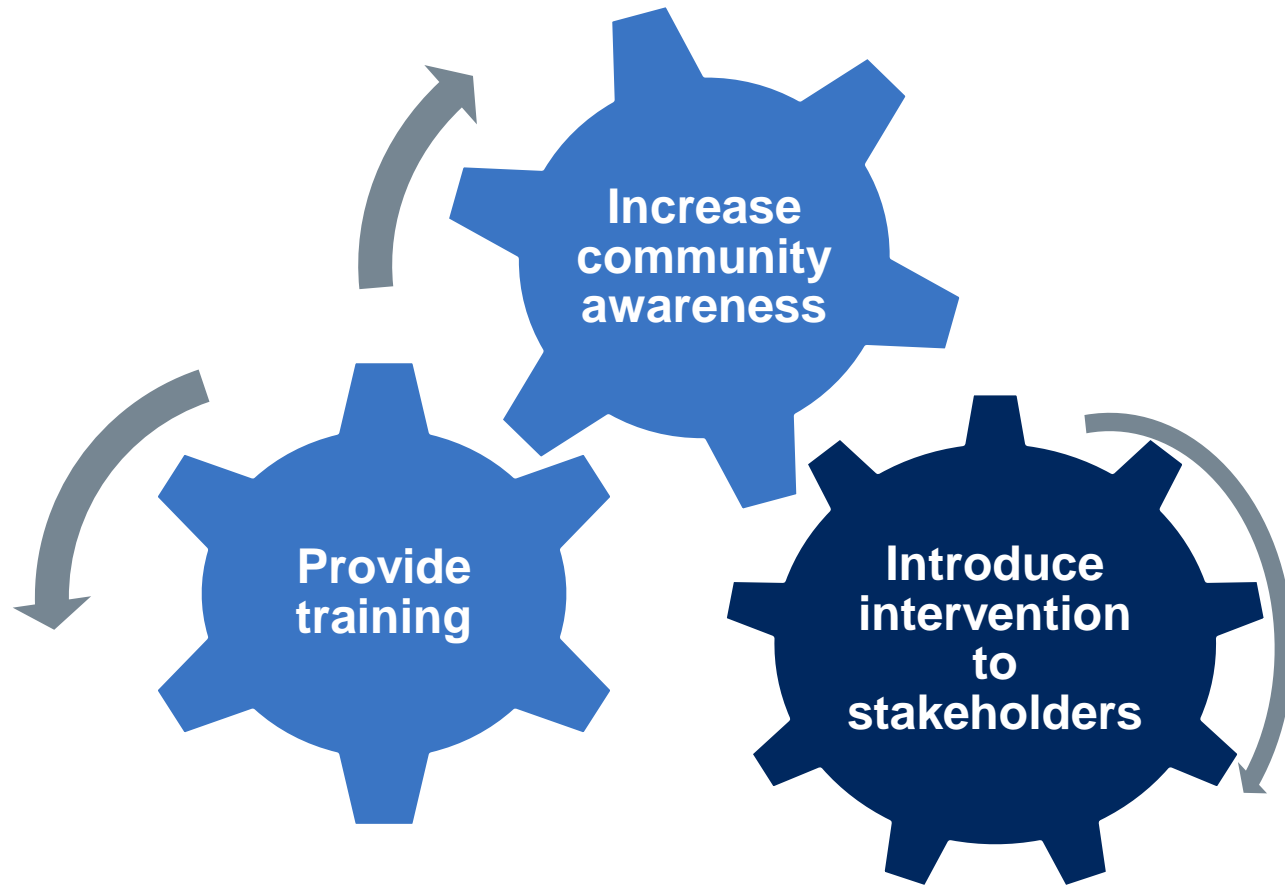 Increase
community
awareness
Provide
training
Introduce
intervention
to
stakeholders